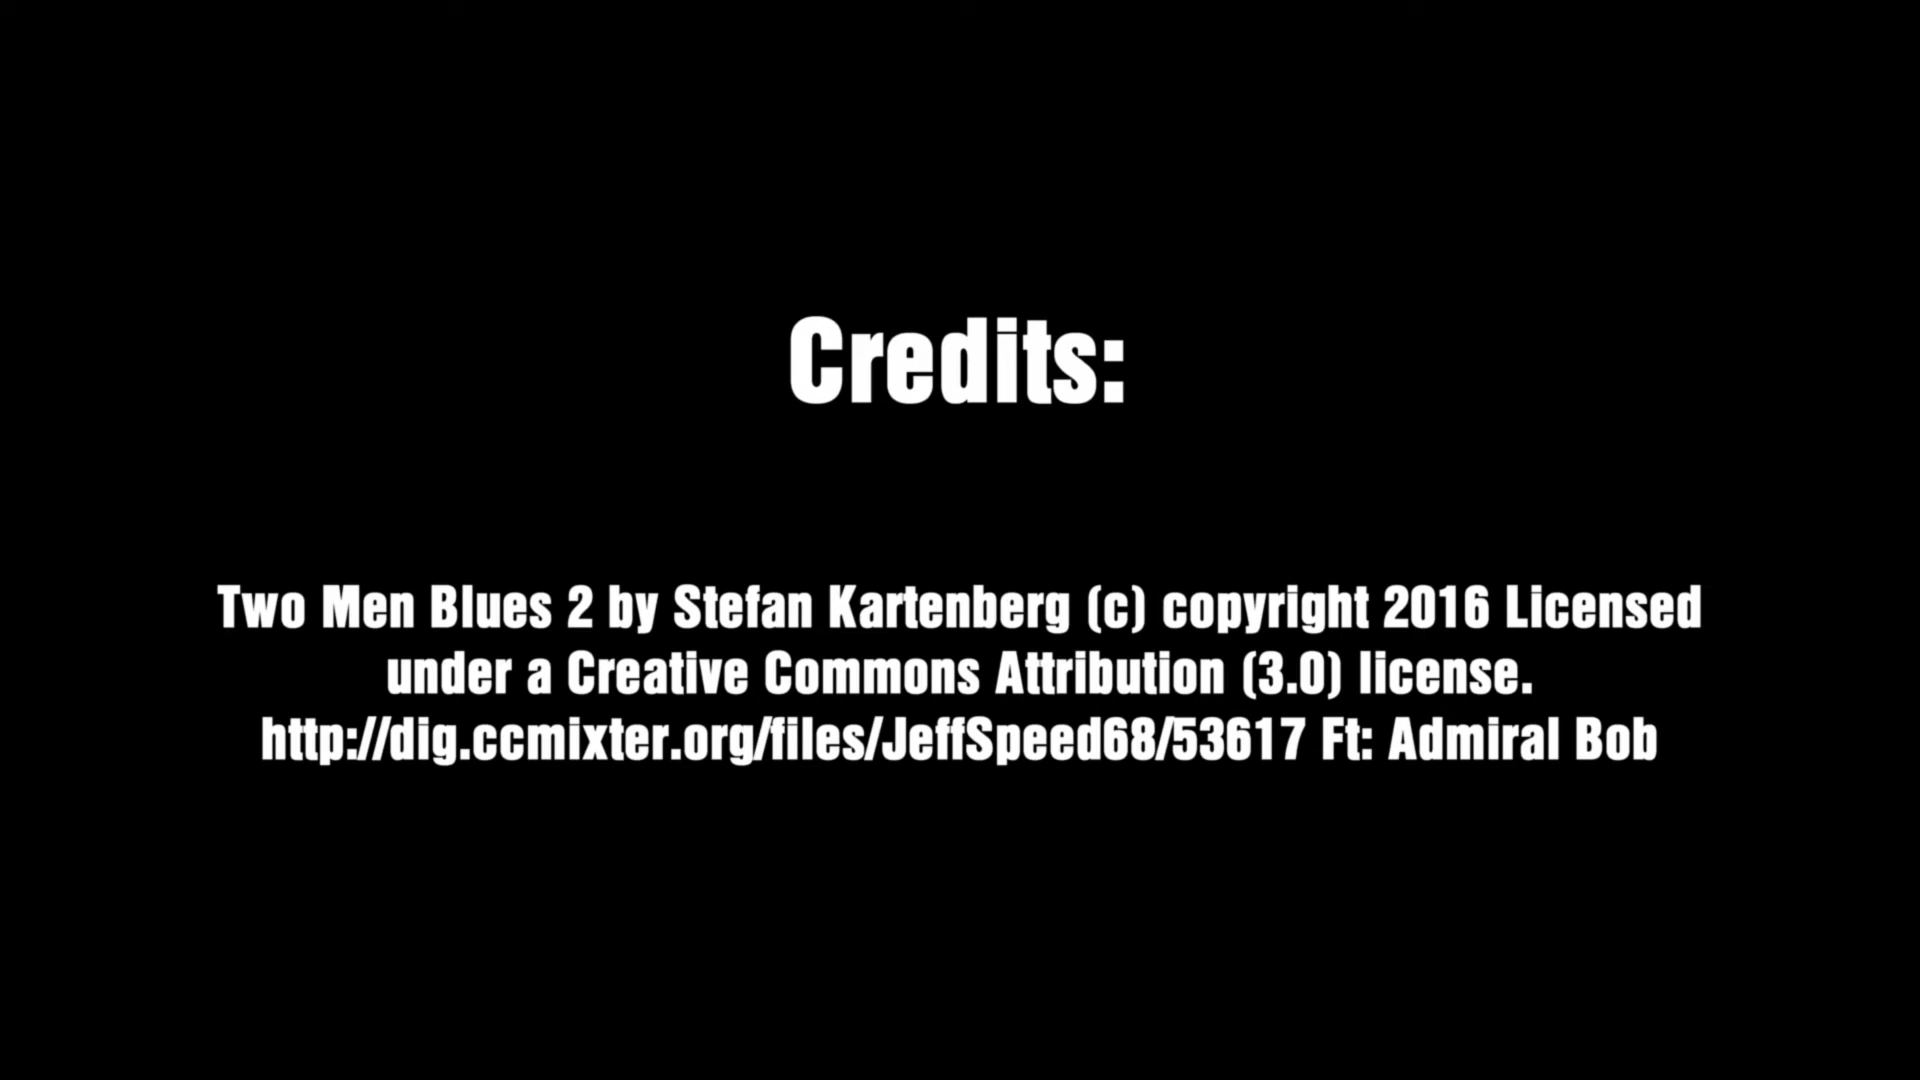 Credits:
Two Men Blues 2 by Stefan Kartenberg (c) copyright 2016 Licensed
under a Creative Commons Attribution (3.0) license.
http://dig.ccmixter.org/files/JeffSpeed68/53617 Ft: Admiral Bob